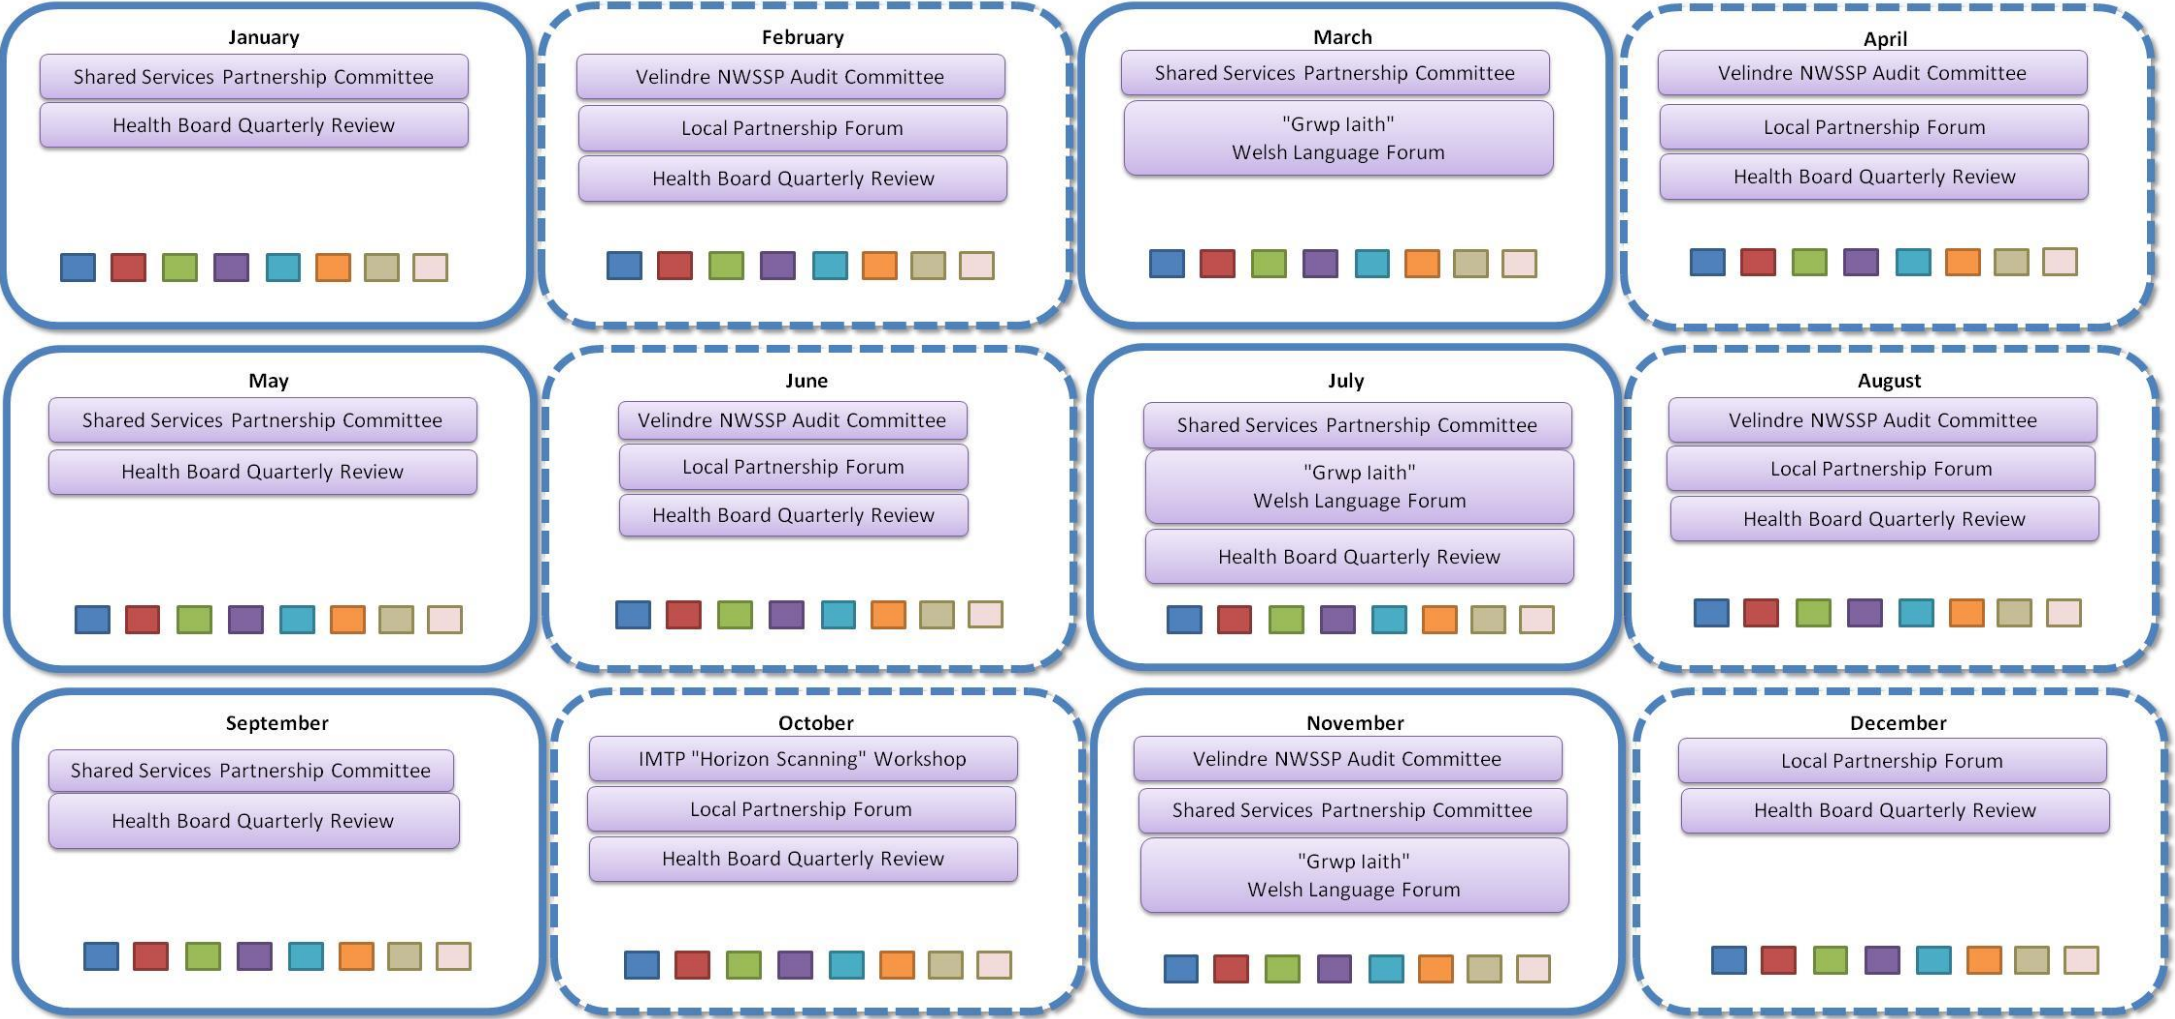 January
Shared Services Partnership Committee
Health Board Quarterly Review
February
Velindre NWSSP Audit Committee
Local Partnership Forum
Health Board Quarterly Review
March
Shared Services Partnership Committee
"Grwp Iaith"
Welsh Language Forum
April
Velindre NWSSP Audit Committee
Local Partnership Forum
Health Board Quarterly Review
May
Shared Services Partnership Committee
Health Board Quarterly Review
June
Velindre NWSSP Audit Committee
Local Partnership Forum
Health Board Quarterly Review
July
Shared Services Partnership Committee
"Grwp Iaith"
Welsh Language Forum
Health Board Quarterly Review
August
Velindre NWSSP Audit Committee
Local Partnership Forum
Health Board Quarterly Review
September
Shared Services Partnership Committee
Health Board Quarterly Review
October
IMTP "Horizon Scanning" Workshop
Local Partnership Forum
Health Board Quarterly Review
November
Velindre NWSSP Audit Committee
Shared Services Partnership Committee
"Grwp Iaith"
Welsh Language Forum
December
Local Partnership Forum
Health Board Quarterly Review